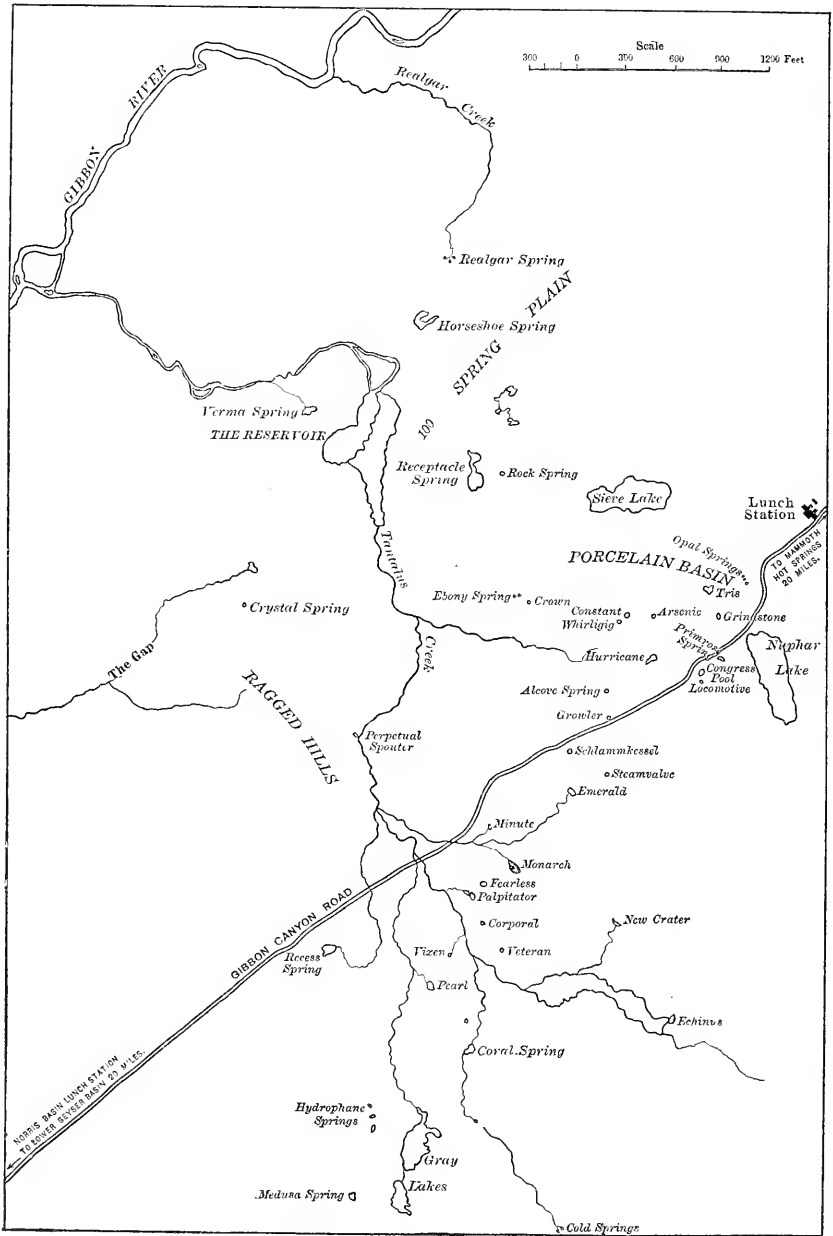 Scale
300 0 300 600 900 1200 Feet
Realgar
Creek
GIBBON RIVER
Realgar Spring
Horseshoe Spring
100 SPRING PLAIN
Verma Spring
THE RESERVOIR
Receptacle
Spring
Rock Spring
Sieve Lake
Lunch
Station
TO MAMMOTH
HOT SPRINGS
20 MILES.
Opal Springs
PORCELAIN BASIN
Tris
Tantalus
Creek
Ebony Spring
Crown
Constant
Whirligig
Arsenic
Grindstone
Crystal Spring
Primrose
Spring
Nuphar
Lake
The Gap
Hurricane
Congress
Pool
Locomotive
RAGGED HILLS
Alcove Spring
Growler
Perpetual
Spouter
Schlammkessel
Steamvalve
Emerald
Minute
Monarch
Fearless
Palpitator
GIBBON CANYON ROAD
Corporal
New Crater
Recess
Spring
Vixen
Veteran
Pearl
Echinus
Coral Spring
NORRIS BASIN LUNCH STATION
TO LOWER GEYSER BASIN 20 MILES.
Hydrophane
Springs
Gray
Lakes
Medusa Spring
Cold Springs